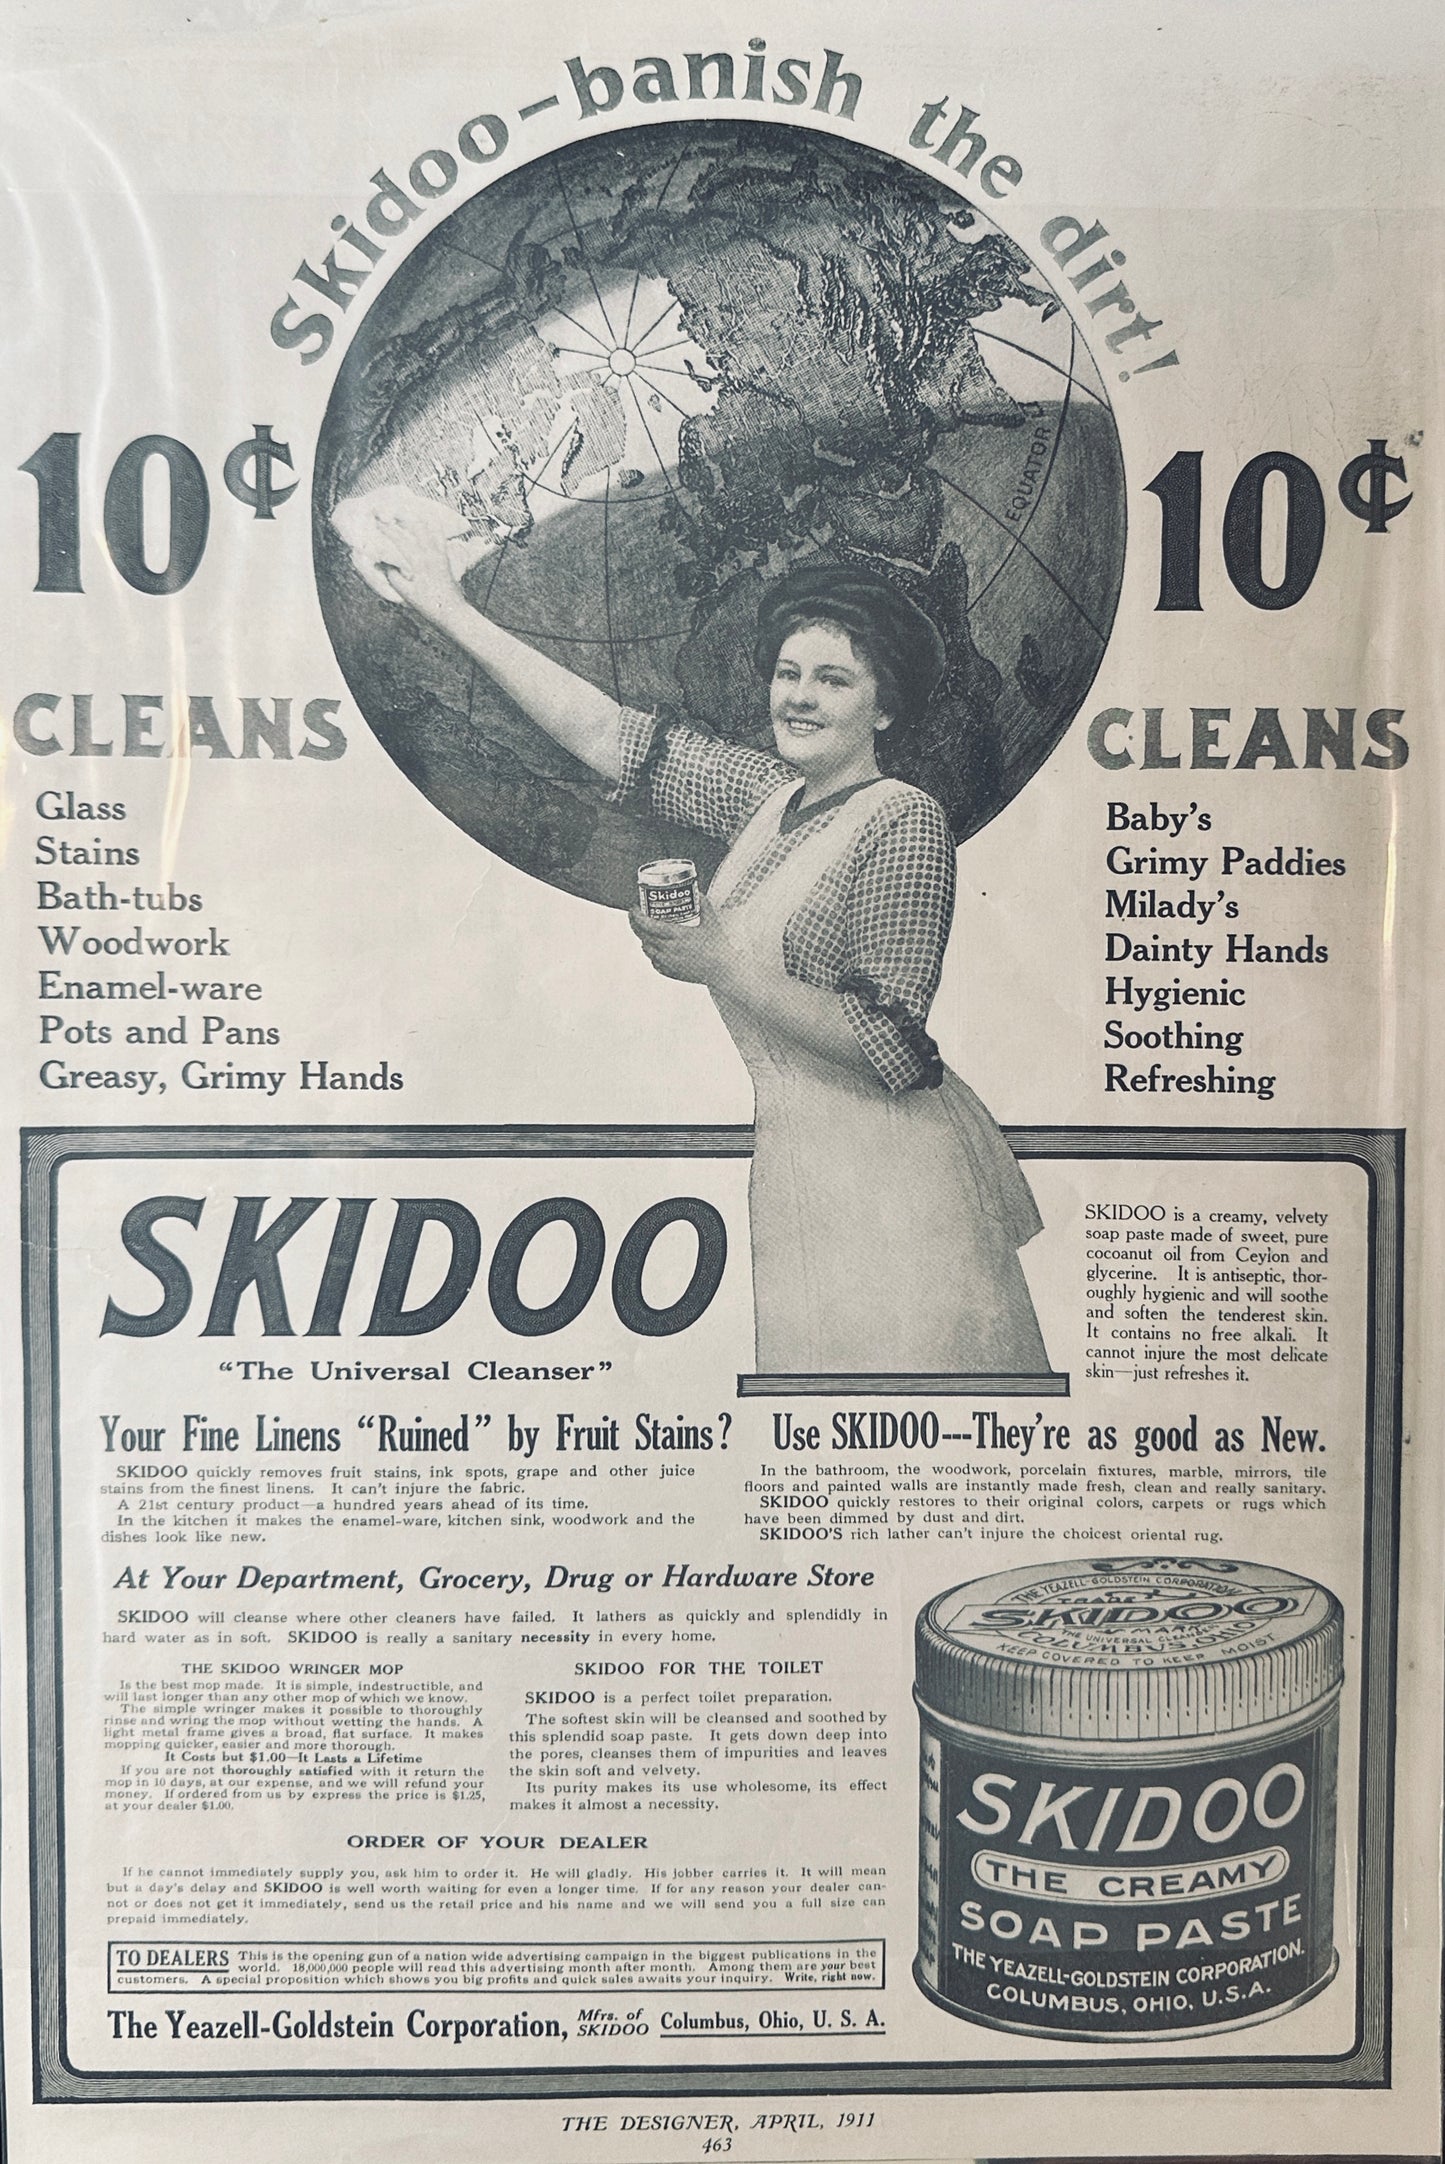 Skidoo-banish the dirt!
EQUATOR
10¢
CLEANS
Glass
Stains
Bath-tubs
Woodwork
Enamel-ware
Pots and Pans
Greasy, Grimy Hands
10¢
CLEANS
Baby's
Grimy Paddies
Milady's
Dainty Hands
Hygienic
Soothing
Refreshing
Skidoo
SOAP PASTE
SKIDOO
"The Universal Cleanser"
SKIDOO is a creamy, velvety
soap paste made of sweet, pure
cocoanut oil from Ceylon and
glycerine. It is antiseptic, thor-
oughly hygienic and will soothe
and soften the tenderest skin.
It contains no free alkali. It
cannot injure the most delicate
skin—just refreshes it.
Your Fine Linens "Ruined" by Fruit Stains? Use SKIDOO---They're as good as New.
SKIDOO quickly removes fruit stains, ink spots, grape and other juice
stains from the finest linens. It can't injure the fabric.
A 21st century product—a hundred years ahead of its time.
In the kitchen it makes the enamel-ware, kitchen sink, woodwork and the
dishes look like new.
In the bathroom, the woodwork, porcelain fixtures, marble, mirrors, tile
floors and painted walls are instantly made fresh, clean and really sanitary.
SKIDOO quickly restores to their original colors, carpets or rugs which
have been dimmed by dust and dirt.
SKIDOO'S rich lather can't injure the choicest oriental rug.
At Your Department, Grocery, Drug or Hardware Store
SKIDOO will cleanse where other cleaners have failed. It lathers as quickly and splendidly in
hard water as in soft. SKIDOO is really a sanitary necessity in every home.
THE SKIDOO WRINGER MOP
Is the best mop made. It is simple, indestructible, and
will last longer than any other mop of which we know.
The simple wringer makes it possible to thoroughly
rinse and wring the mop without wetting the hands. A
light metal frame gives a broad, flat surface. It makes
mopping quicker, easier and more thorough.
It Costs but $1.00—It Lasts a Lifetime
If you are not thoroughly satisfied with it return the
mop in 10 days, at our expense, and we will refund your
money. If ordered from us by express the price is $1.25,
at your dealer $1.00.
SKIDOO FOR THE TOILET
SKIDOO is a perfect toilet preparation.
The softest skin will be cleansed and soothed by
this splendid soap paste. It gets down deep into
the pores, cleanses them of impurities and leaves
the skin soft and velvety.
Its purity makes its use wholesome, its effect
makes it almost a necessity.
ORDER OF YOUR DEALER
If he cannot immediately supply you, ask him to order it. He will gladly. His jobber carries it. It will mean
but a day's delay and SKIDOO is well worth waiting for even a longer time. If for any reason your dealer can-
not or does not get it immediately, send us the retail price and his name and we will send you a full size can
prepaid immediately.
TO DEALERS This is the opening gun of a nation wide advertising campaign in the biggest publications in the
world. 18,000,000 people will read this advertising month after month. Among them are your best
customers. A special proposition which shows you big profits and quick sales awaits your inquiry. Write, right now.
The Yeazell-Goldstein Corporation, Mfrs. of SKIDOO Columbus, Ohio, U. S. A.
THE YEAZELL-GOLDSTEIN CORPORATION
TRADE
SKIDOO
MARK
THE UNIVERSAL CLEANSER
COLUMBUS, OHIO
KEEP COVERED TO KEEP MOIST
SKIDOO
THE CREAMY
SOAP PASTE
THE YEAZELL-GOLDSTEIN CORPORATION.
COLUMBUS, OHIO, U.S.A.
THE DESIGNER, APRIL, 1911
463